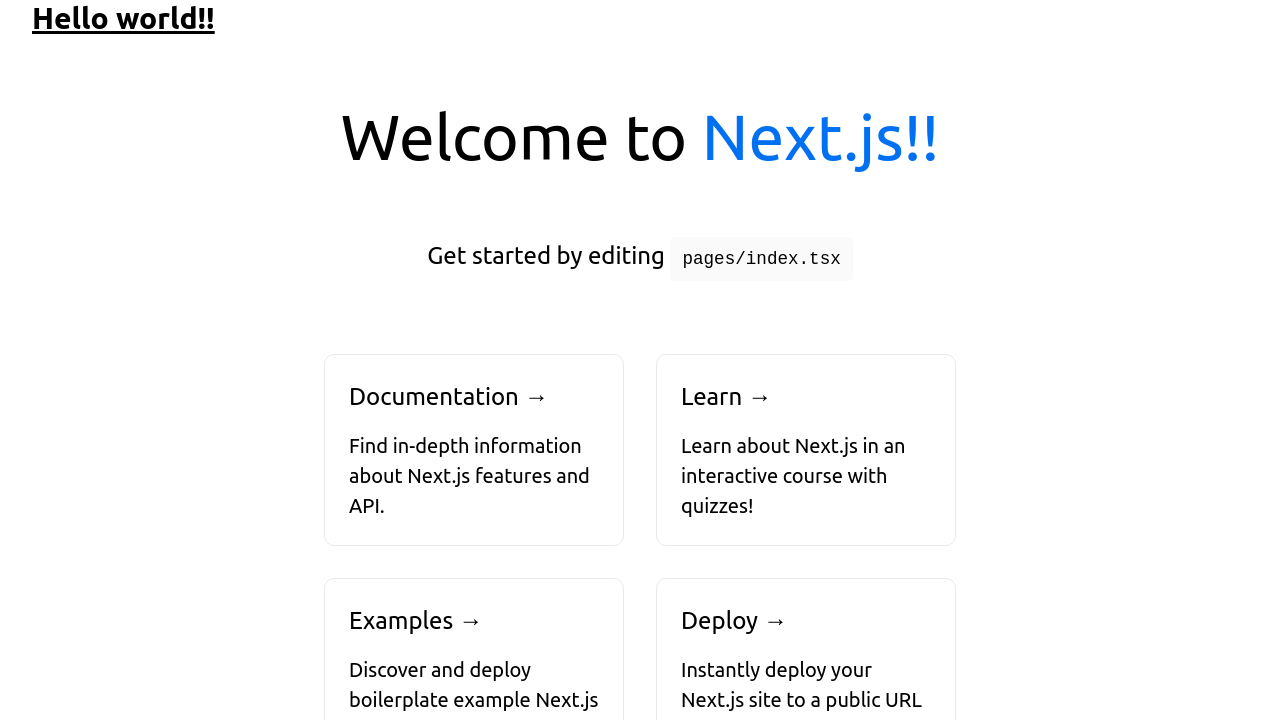 Hello world!!
Welcome to Next.js!!
Get started by editing pages/index.tsx
Documentation →
Find in-depth information
about Next.js features and
API.
Learn →
Learn about Next.js in an
interactive course with
quizzes!
Examples →
Discover and deploy
boilerplate example Next.js
Deploy →
Instantly deploy your
Next.js site to a public URL